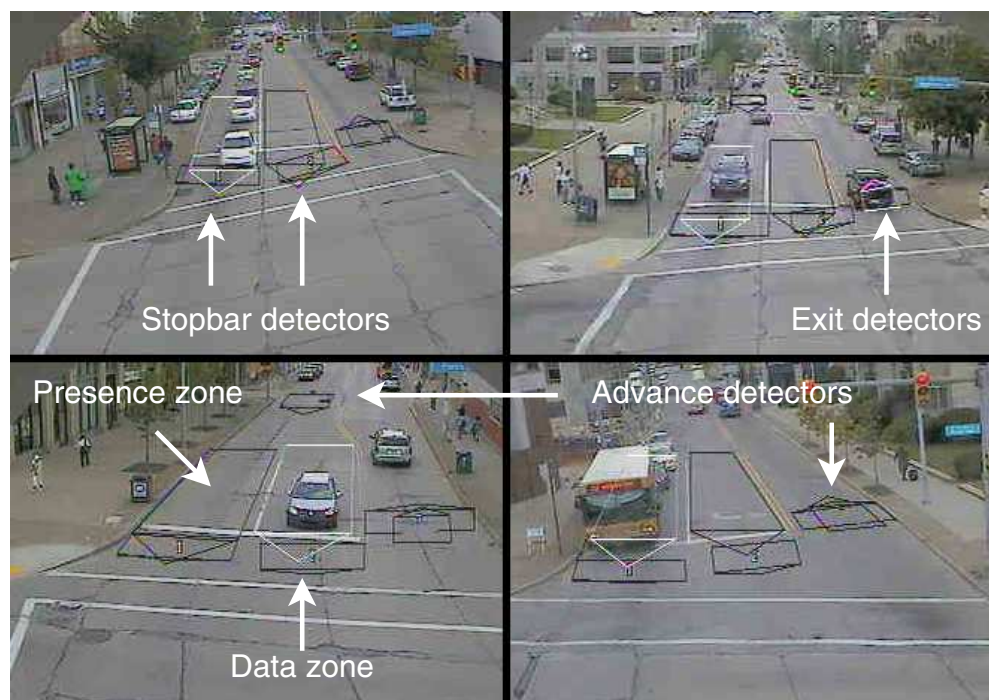 Stopbar detectors
Exit detectors
Presence zone
Advance detectors
Data zone